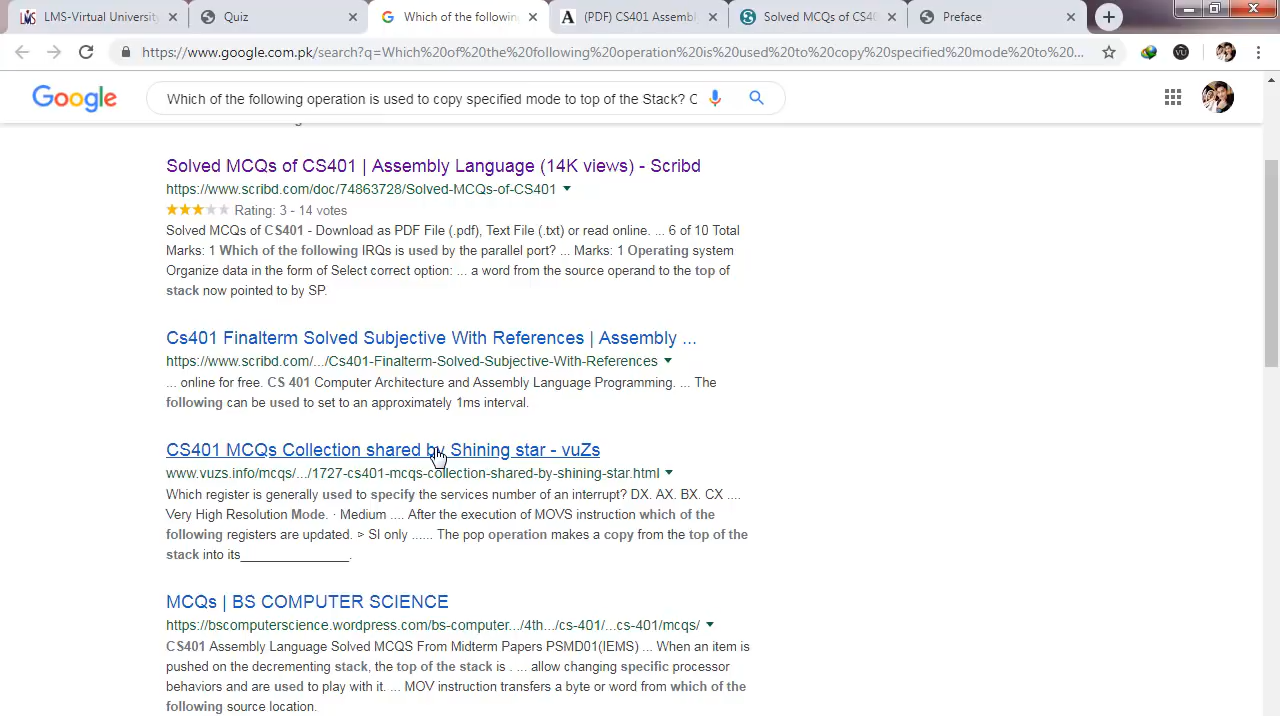 LMS-Virtual Universit
Quiz
Which of the followin
(PDF) CS401 Assembl
Solved MCQs of CS4
Preface
https://www.google.com.pk/search?q=Which%20of%20the%20following%20operation%20is%20used%20to%20copy%20specified%20mode%20to%20...
Google
Which of the following operation is used to copy specified mode to top of the Stack? C
Solved MCQs of CS401 | Assembly Language (14K views) - Scribd
https://www.scribd.com/doc/74863728/Solved-MCQs-of-CS401
Rating: 3 - 14 votes
Solved MCQs of CS401 - Download as PDF File (.pdf), Text File (.txt) or read online. ... 6 of 10 Total
Marks: 1 Which of the following IRQs is used by the parallel port? ... Marks: 1 Operating system
Organize data in the form of Select correct option: ... a word from the source operand to the top of
stack now pointed to by SP.
Cs401 Finalterm Solved Subjective With References | Assembly ...
https://www.scribd.com/.../Cs401-Finalterm-Solved-Subjective-With-References
... online for free. CS 401 Computer Architecture and Assembly Language Programming. ... The
following can be used to set to an approximately 1ms interval.
CS401 MCQs Collection shared by Shining star - vuZs
www.vuzs.info/mcqs/.../1727-cs401-mcqs-collection-shared-by-shining-star.html
Which register is generally used to specify the services number of an interrupt? DX. AX. BX. CX ....
Very High Resolution Mode. · Medium .... After the execution of MOVS instruction which of the
following registers are updated. > SI only ...... The pop operation makes a copy from the top of the
stack into its_______________.
MCQs | BS COMPUTER SCIENCE
https://bscomputerscience.wordpress.com/bs-computer.../4th.../cs-401/...cs-401/mcqs/
CS401 Assembly Language Solved MCQS From Midterm Papers PSMD01(IEMS) ... When an item is
pushed on the decrementing stack, the top of the stack is . ... allow changing specific processor
behaviors and are used to play with it. ... MOV instruction transfers a byte or word from which of the
following source location.